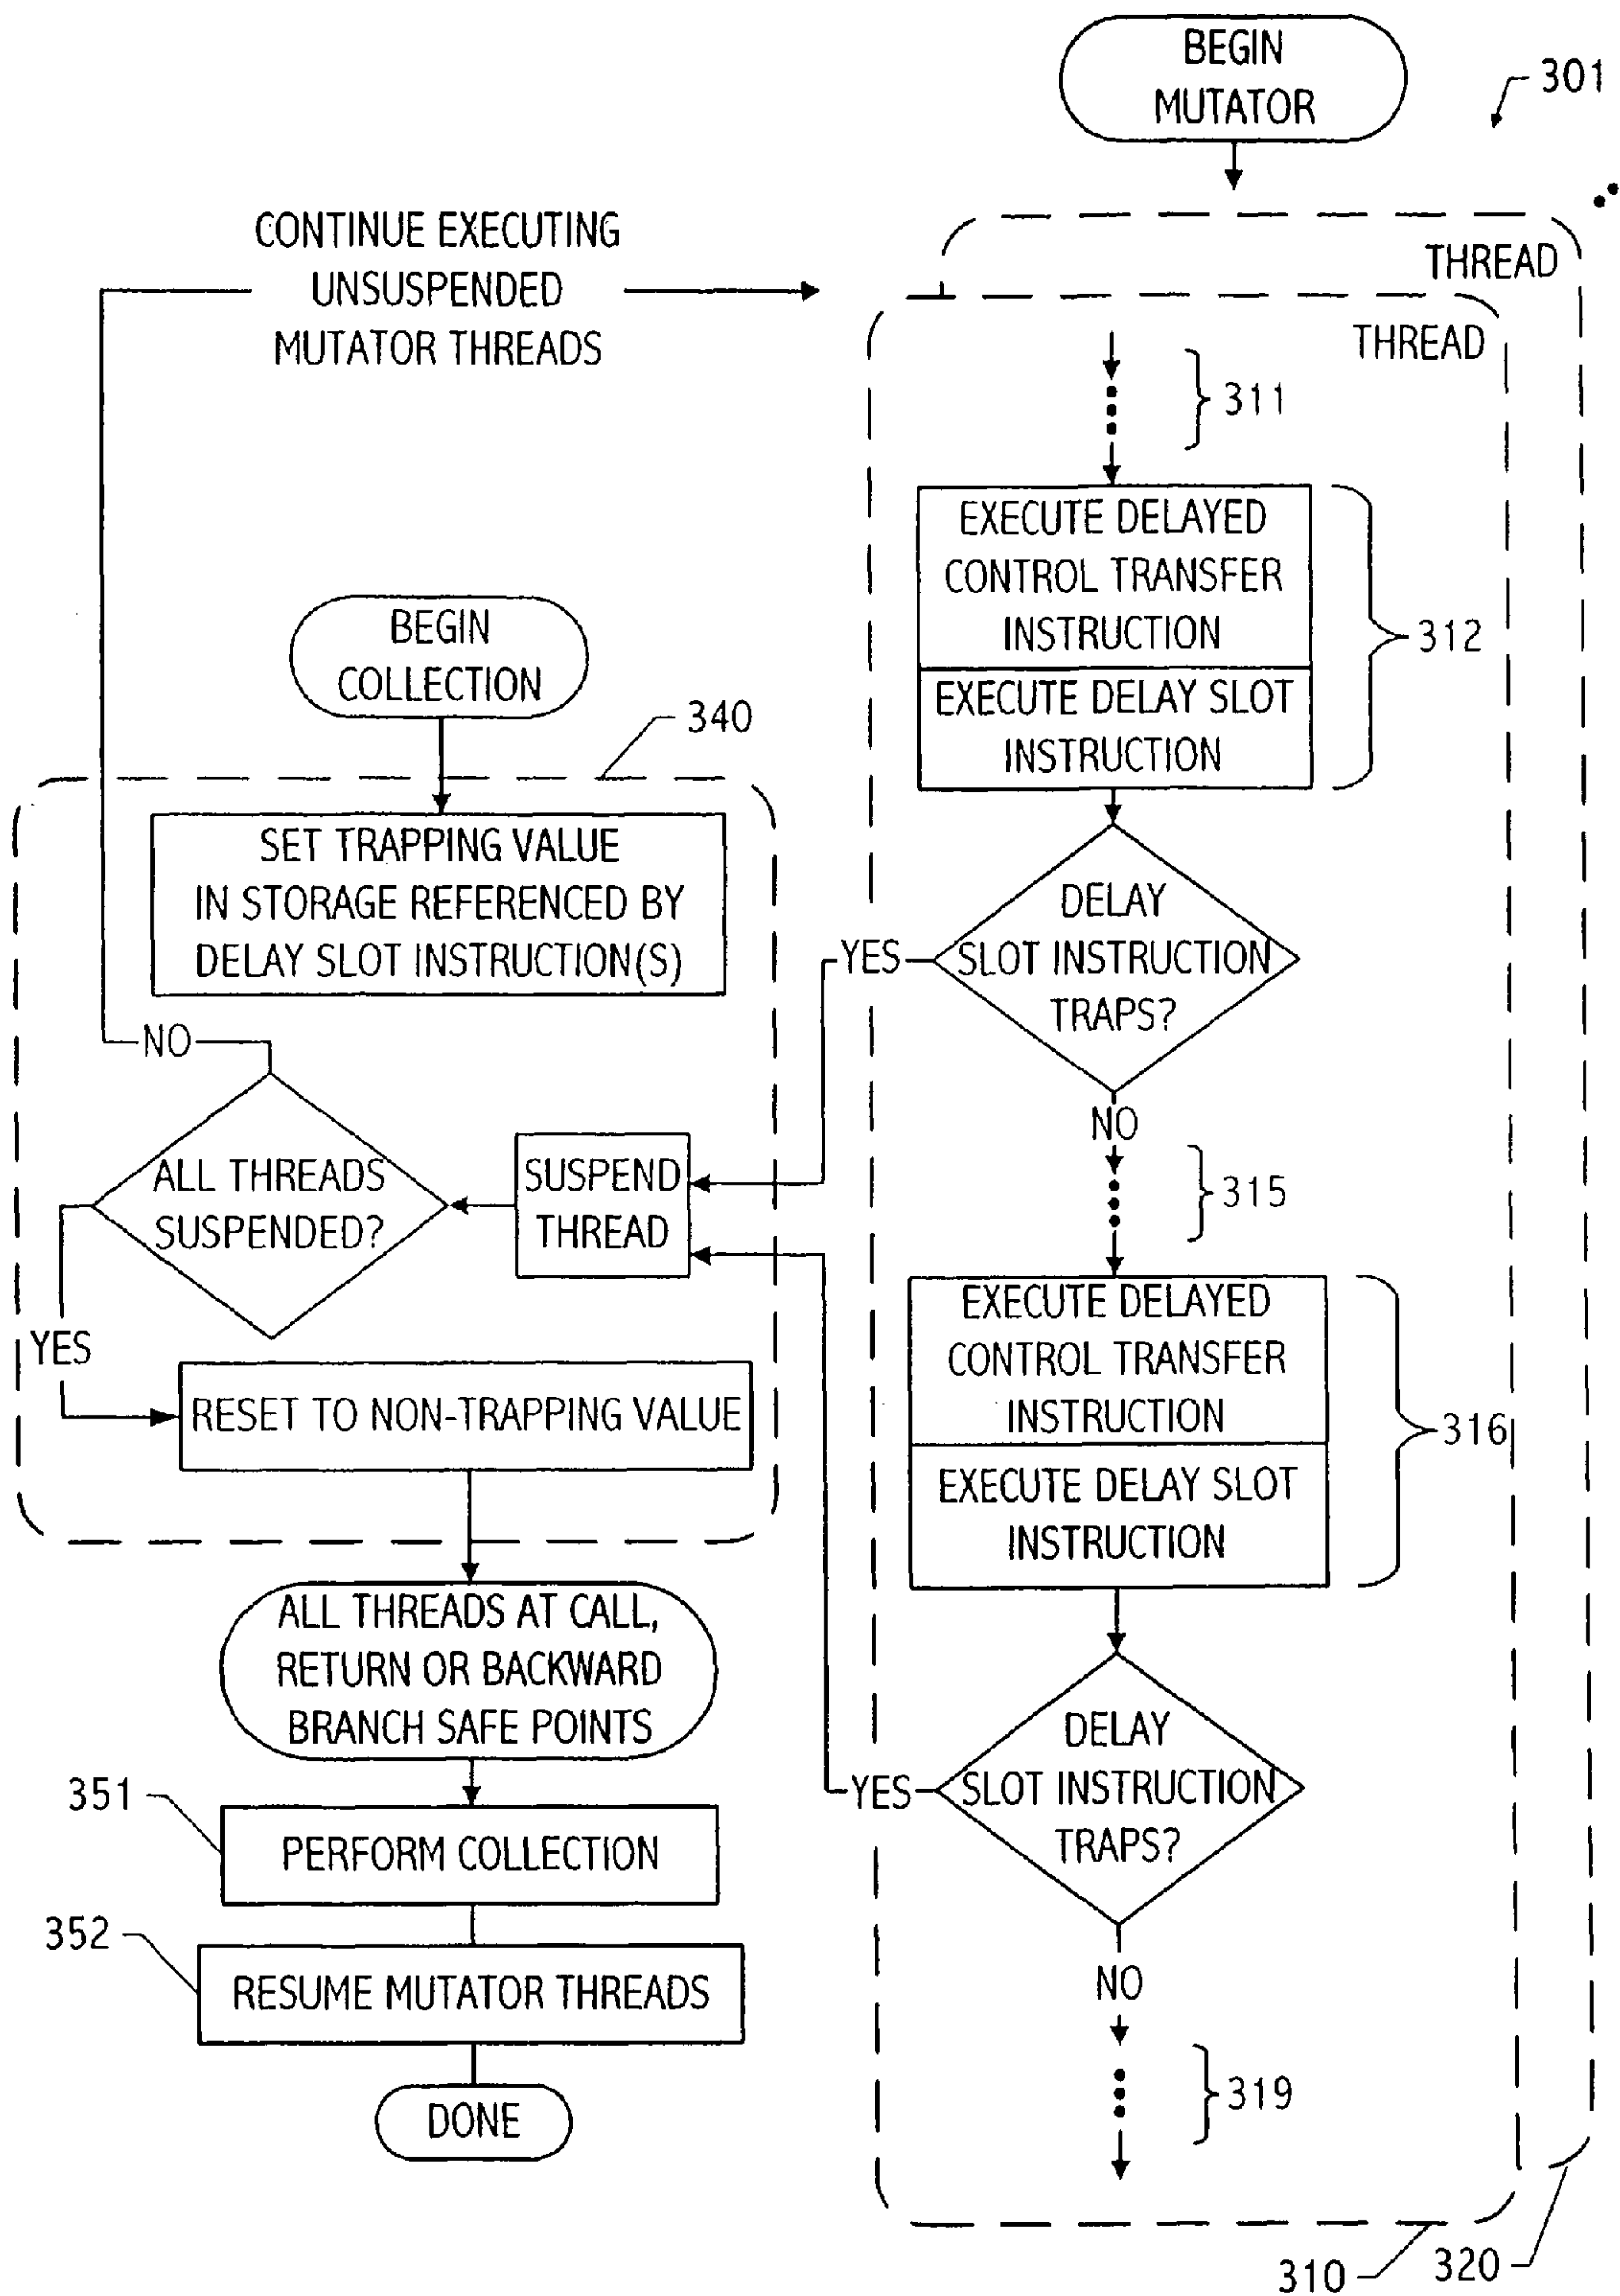 BEGIN
MUTATOR
301
CONTINUE EXECUTING
UNSUSPENDED
MUTATOR THREADS
THREAD
THREAD
311
EXECUTE DELAYED
CONTROL TRANSFER
INSTRUCTION
EXECUTE DELAY SLOT
INSTRUCTION
312
BEGIN
COLLECTION
340
SET TRAPPING VALUE
IN STORAGE REFERENCED BY
DELAY SLOT INSTRUCTION(S)
DELAY
SLOT INSTRUCTION
TRAPS?
YES
NO
NO
ALL THREADS
SUSPENDED?
SUSPEND
THREAD
315
YES
RESET TO NON-TRAPPING VALUE
EXECUTE DELAYED
CONTROL TRANSFER
INSTRUCTION
EXECUTE DELAY SLOT
INSTRUCTION
316
ALL THREADS AT CALL,
RETURN OR BACKWARD
BRANCH SAFE POINTS
DELAY
SLOT INSTRUCTION
TRAPS?
YES
NO
351
PERFORM COLLECTION
352
RESUME MUTATOR THREADS
DONE
319
310
320